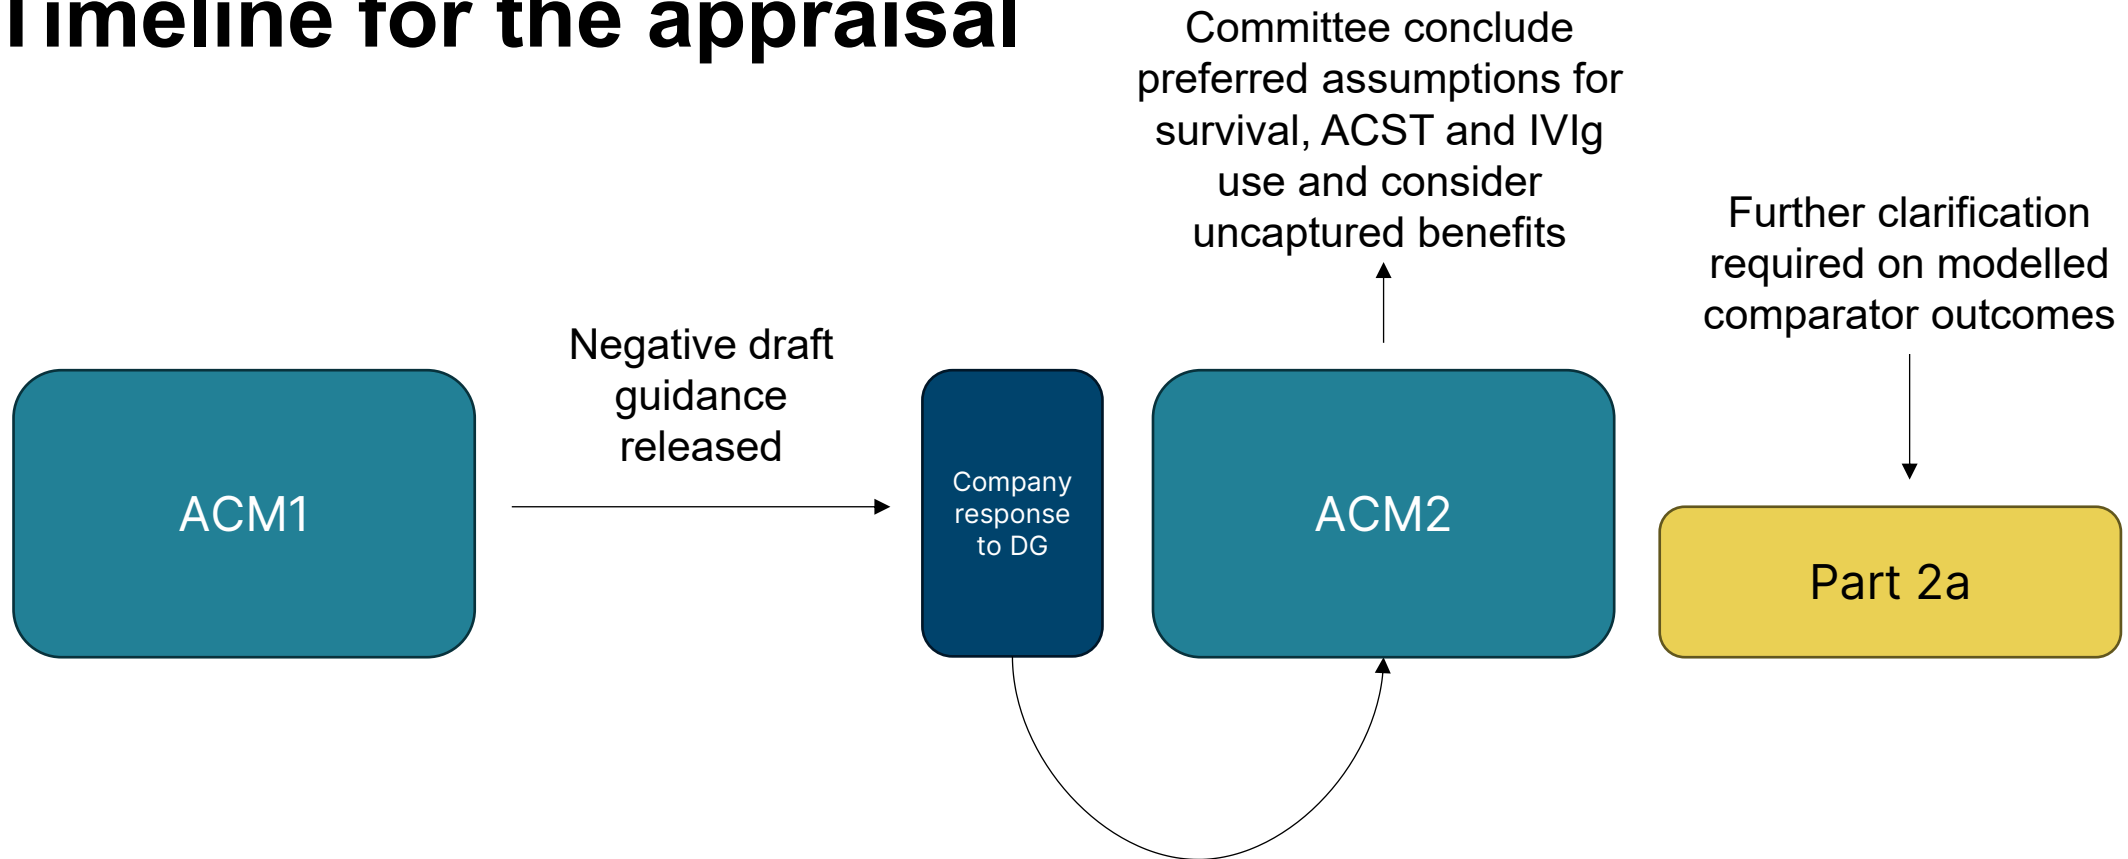 Timeline for the appraisal
Committee conclude
preferred assumptions for
survival, ACST and IVIg
use and consider
uncaptured benefits
Further clarification
required on modelled
comparator outcomes
Negative draft
guidance
released
ACM1
Company
response
to DG
ACM2
Part 2a